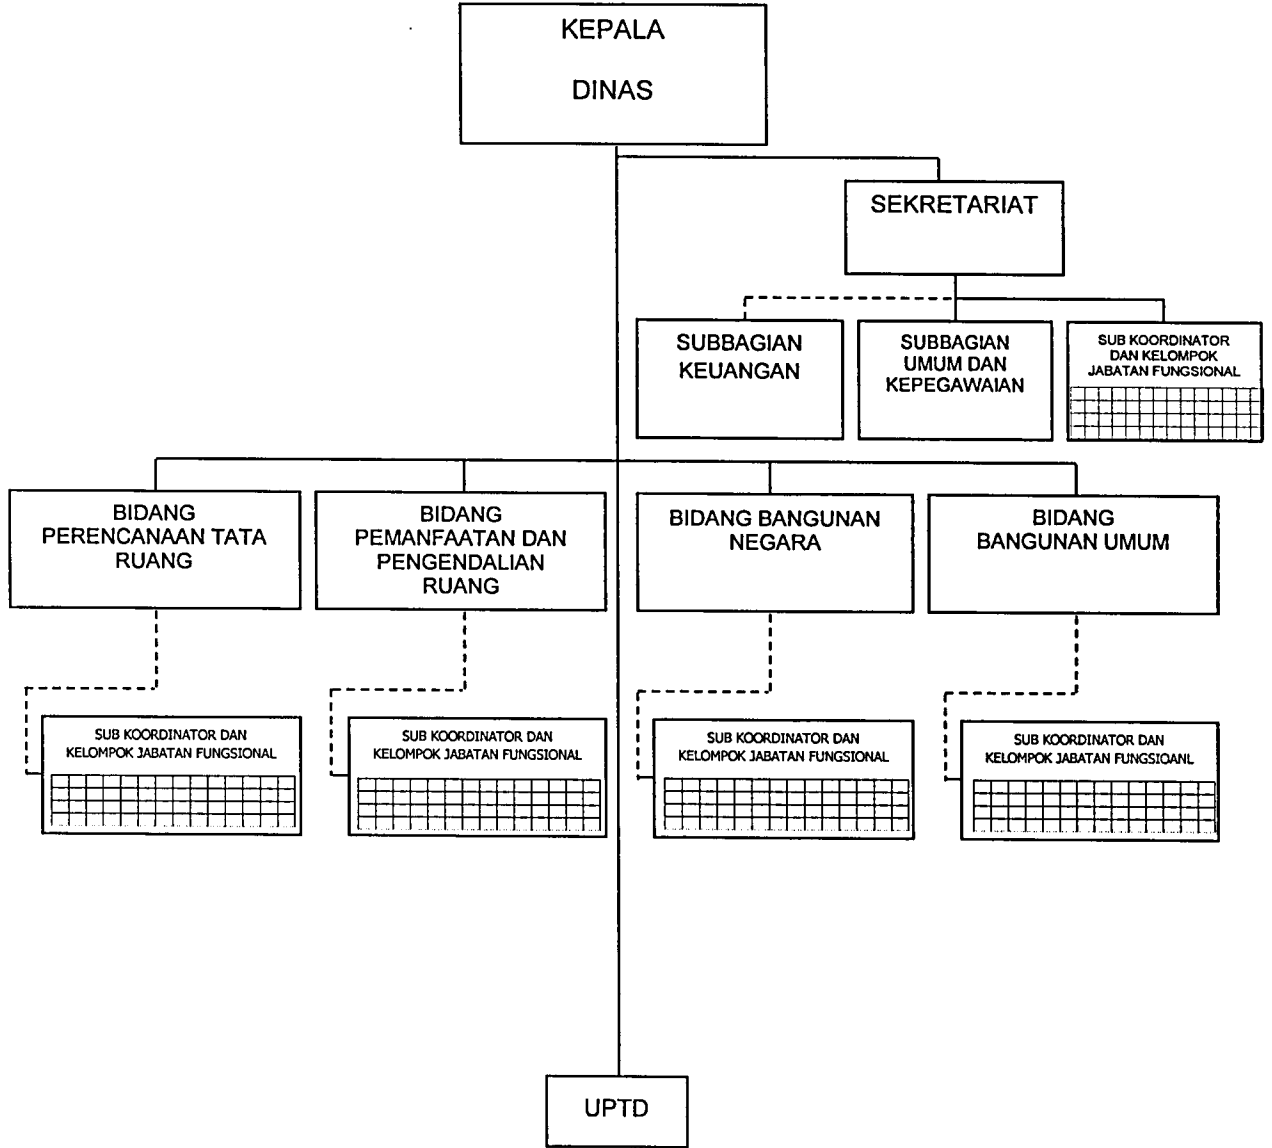 KEPALA
DINAS
SEKRETARIAT
SUBBAGIAN
KEUANGAN
SUBBAGIAN
UMUM DAN
KEPEGAWAIAN
SUB KOORDINATOR
DAN KELOMPOK
JABATAN FUNGSIONAL
BIDANG
PERENCANAAN TATA
RUANG
BIDANG
PEMANFAATAN DAN
PENGENDALIAN
RUANG
BIDANG BANGUNAN
NEGARA
BIDANG
BANGUNAN UMUM
SUB KOORDINATOR DAN
KELOMPOK JABATAN FUNGSIONAL
SUB KOORDINATOR DAN
KELOMPOK JABATAN FUNGSIONAL
SUB KOORDINATOR DAN
KELOMPOK JABATAN FUNGSIONAL
SUB KOORDINATOR DAN
KELOMPOK JABATAN FUNGSIOANL
UPTD